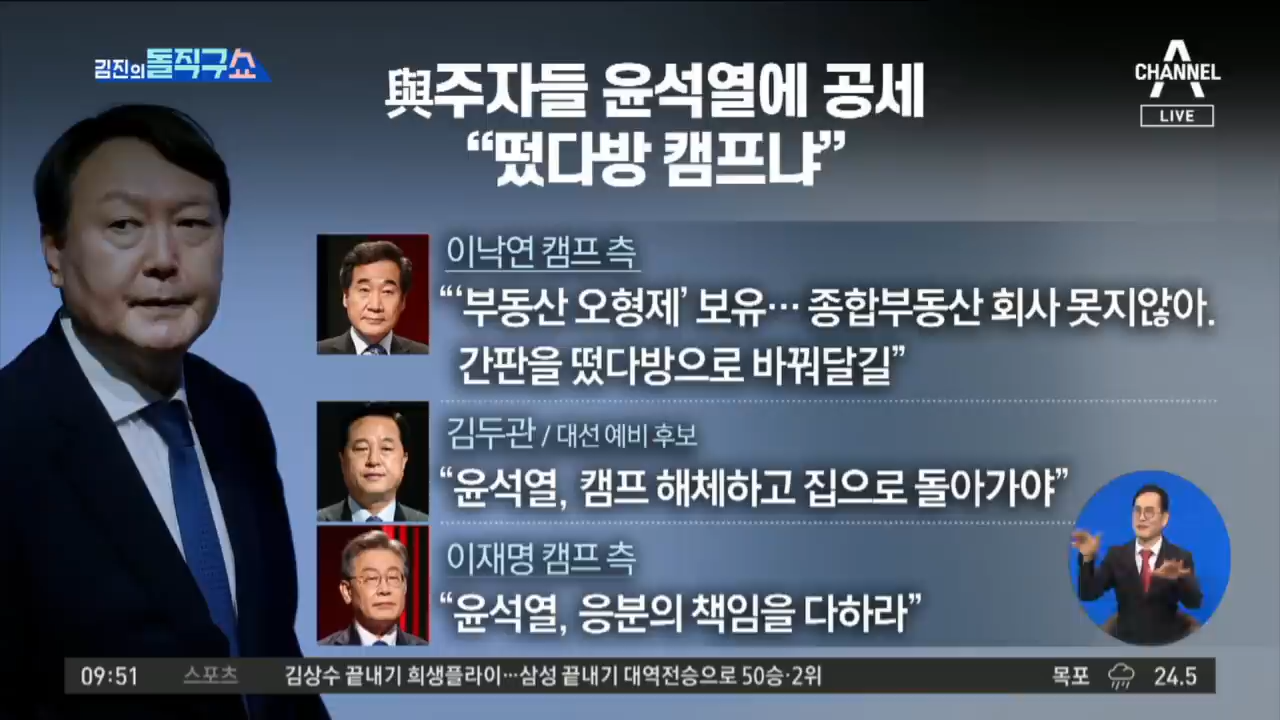 김진의 돌직구쇼
CHANNEL A
LIVE
與주자들 윤석열에 공세
“떴다방 캠프냐”
이낙연 캠프 측
“‘부동산 오형제’ 보유… 종합부동산 회사 못지않아.
간판을 떴다방으로 바꿔달길”
김두관 / 대선 예비 후보
“윤석열, 캠프 해체하고 집으로 돌아가야”
이재명 캠프 측
“윤석열, 응분의 책임을 다하라”
09:51 스포츠 김상수 끝내기 희생플라이…삼성 끝내기 대역전승으로 50승·2위 목포 24.5